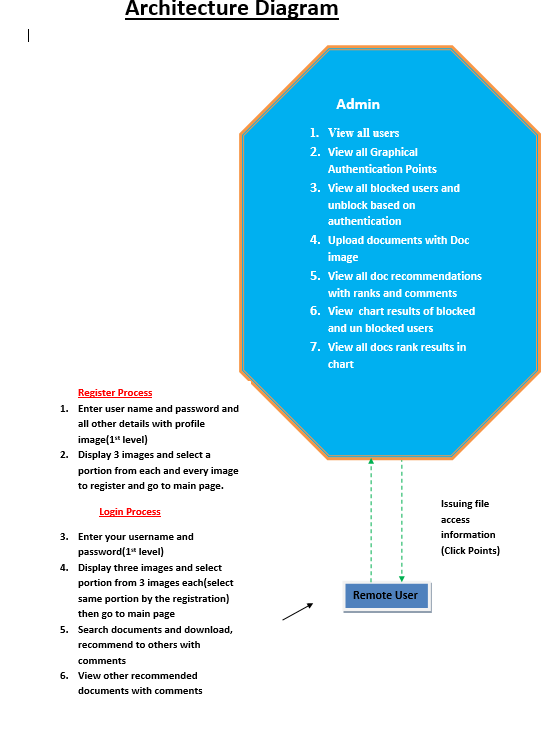 Architecture Diagram
Admin
1. View all users
2. View all Graphical
Authentication Points
3. View all blocked users and
unblock based on
authentication
4. Upload documents with Doc
image
5. View all doc recommendations
with ranks and comments
6. View chart results of blocked
and un blocked users
7. View all docs rank results in
chart
Register Process
1. Enter user name and password and
all other details with profile
image(1st level)
2. Display 3 images and select a
portion from each and every image
to register and go to main page.
Login Process
3. Enter your username and
password(1st level)
4. Display three images and select
portion from 3 images each(select
same portion by the registration)
then go to main page
5. Search documents and download,
recommend to others with
comments
6. View other recommended
documents with comments
Issuing file
access
information
(Click Points)
Remote User